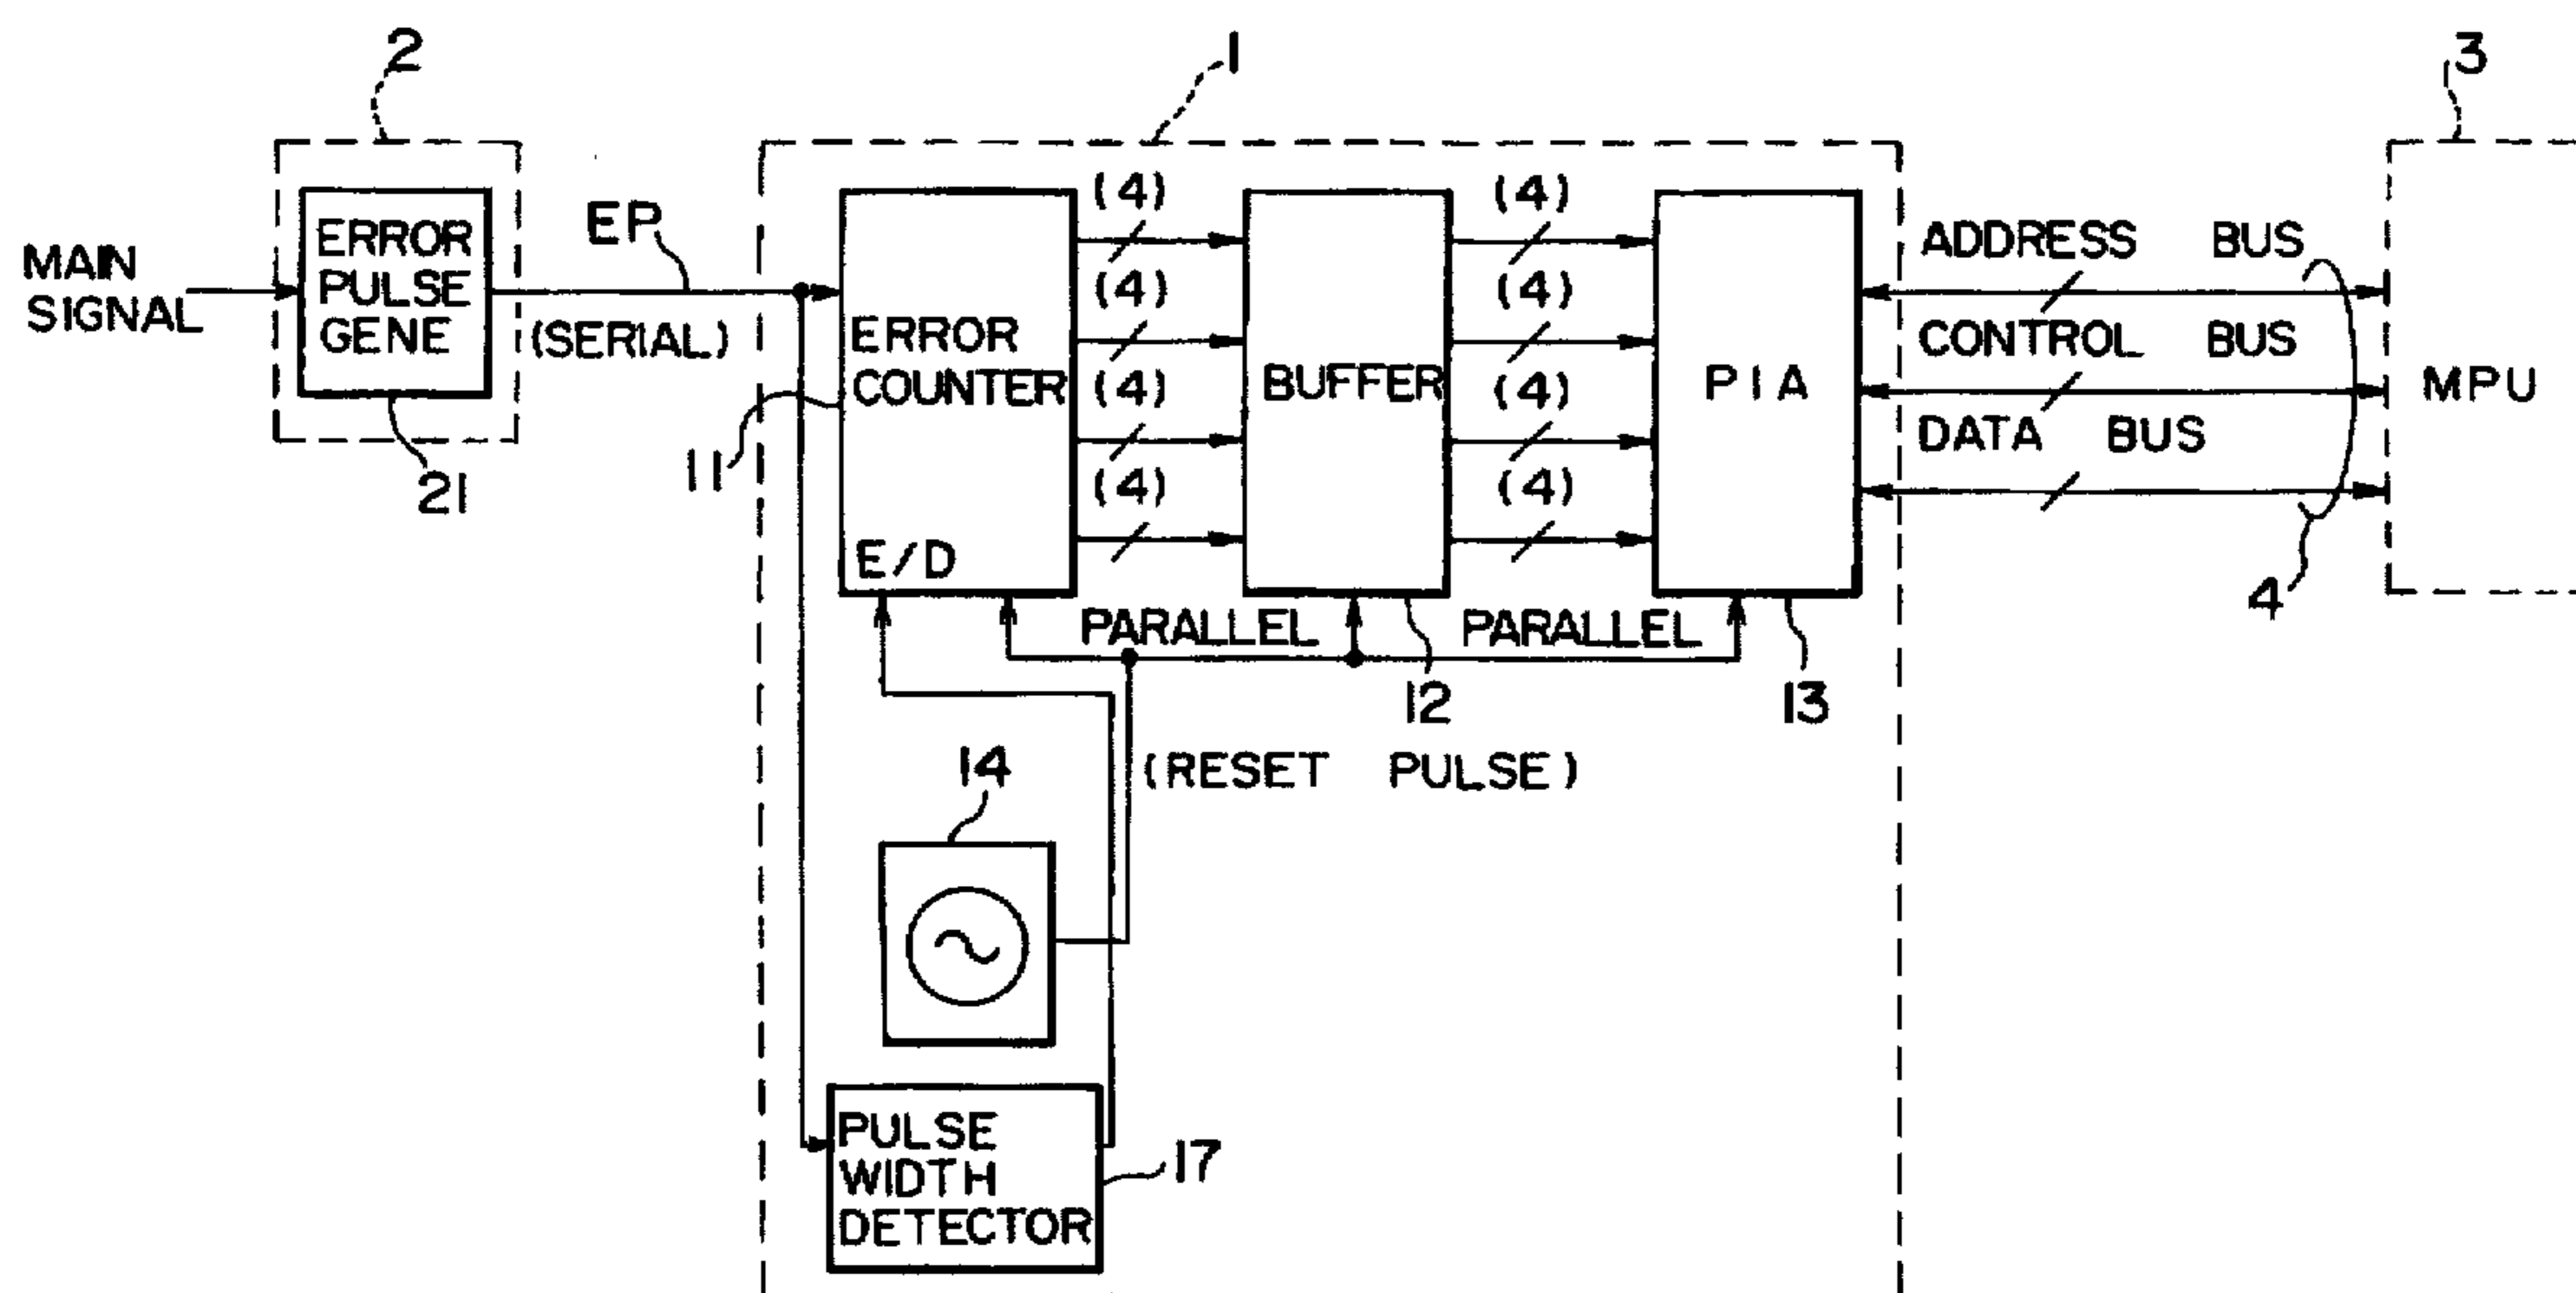 2
1
3
MAIN
SIGNAL
ERROR
PULSE
GENE
21
EP
(SERIAL)
11
ERROR
COUNTER
E/D
(4)
(4)
(4)
(4)
BUFFER
(4)
(4)
(4)
(4)
PIA
ADDRESS BUS
CONTROL BUS
DATA BUS
MPU
4
PARALLEL
PARALLEL
12
13
(RESET PULSE)
14
PULSE
WIDTH
DETECTOR
17